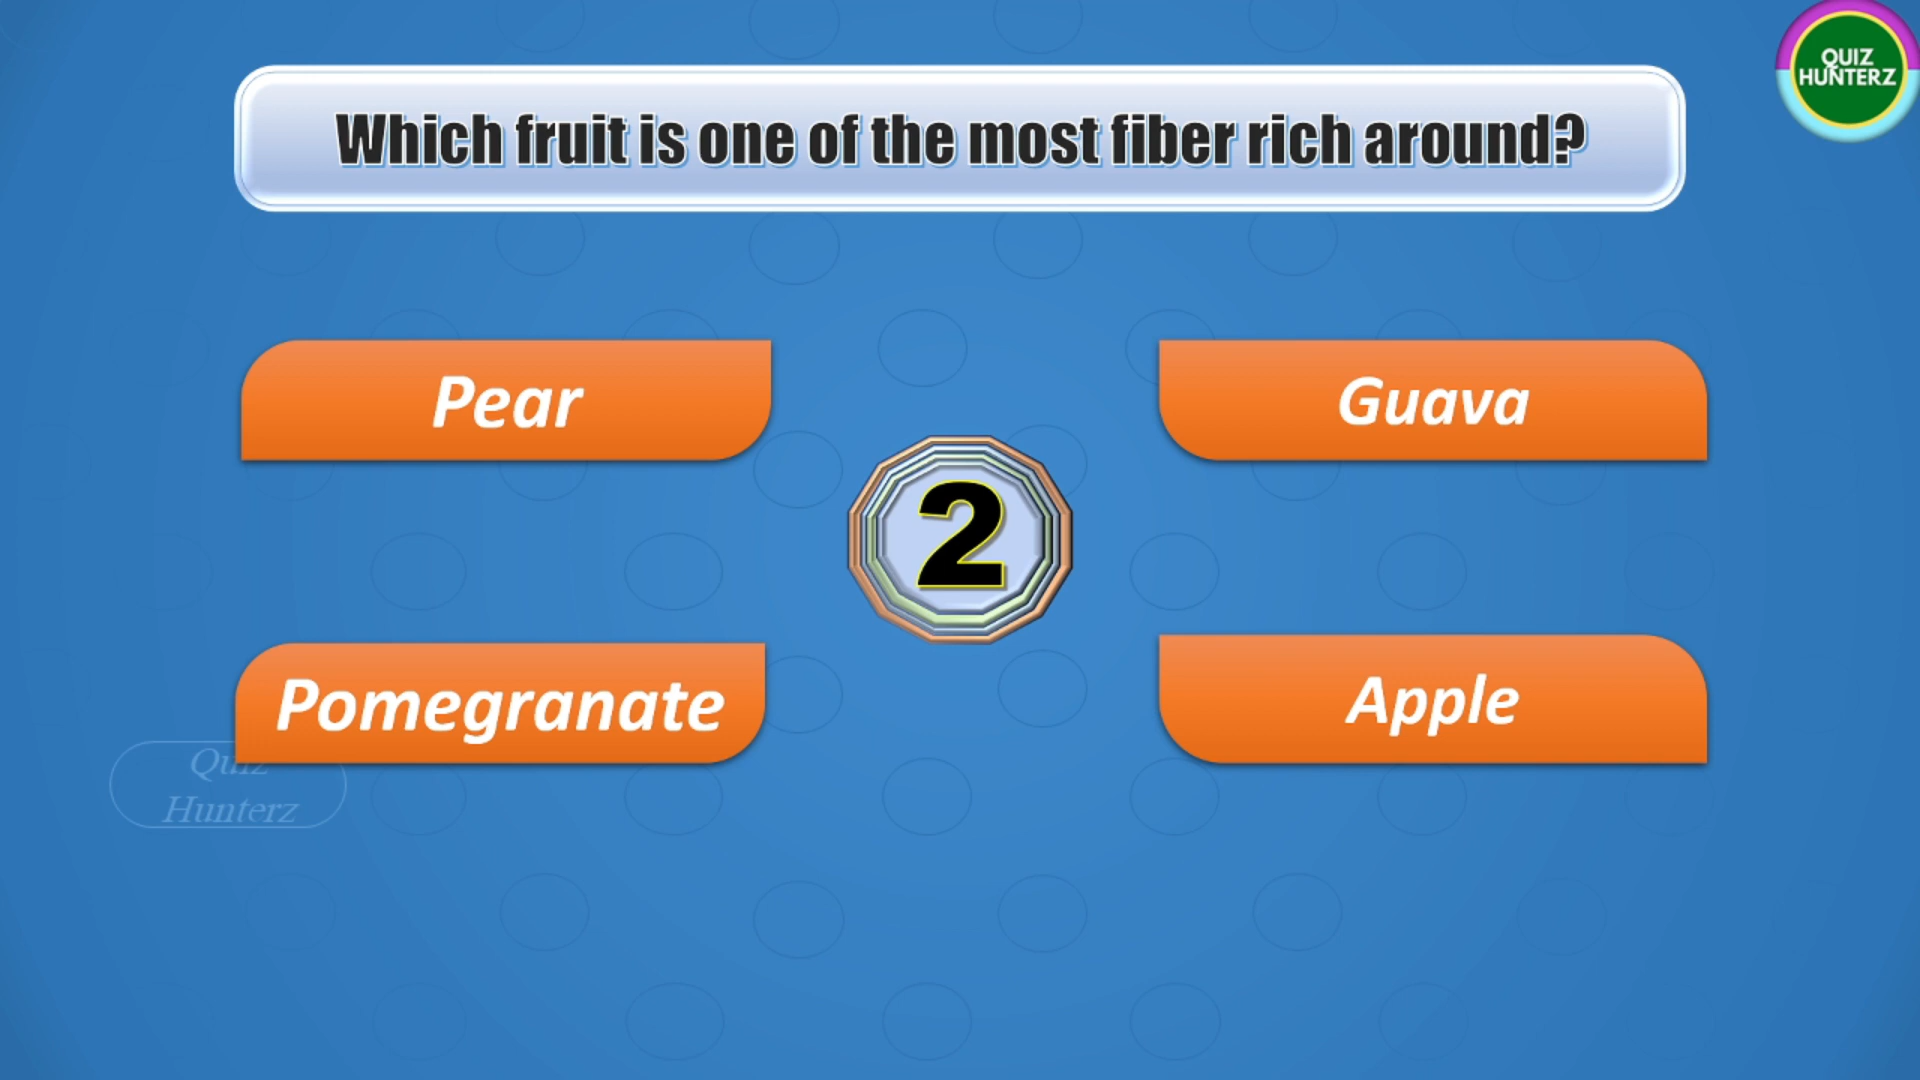 QUIZ
HUNTERZ
Which fruit is one of the most fiber rich around?
Pear
Guava
2
Pomegranate
Apple
Quiz
Hunterz